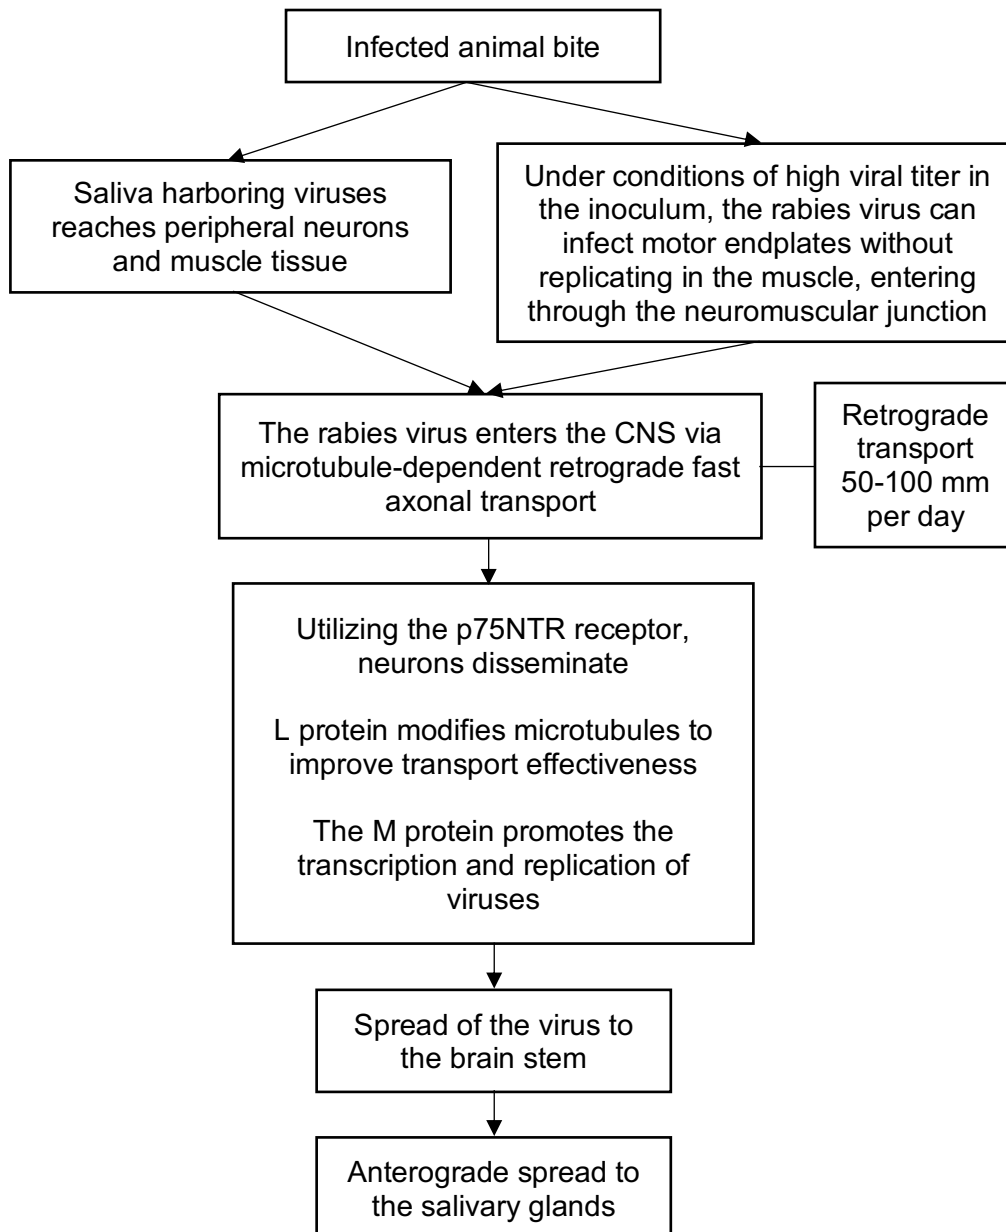 Infected animal bite
Saliva harboring viruses
reaches peripheral neurons
and muscle tissue
Under conditions of high viral titer in
the inoculum, the rabies virus can
infect motor endplates without
replicating in the muscle, entering
through the neuromuscular junction
The rabies virus enters the CNS via
microtubule-dependent retrograde fast
axonal transport
Retrograde
transport
50-100 mm
per day
Utilizing the p75NTR receptor,
neurons disseminate
L protein modifies microtubules to
improve transport effectiveness
The M protein promotes the
transcription and replication of
viruses
Spread of the virus to
the brain stem
Anterograde spread to
the salivary glands